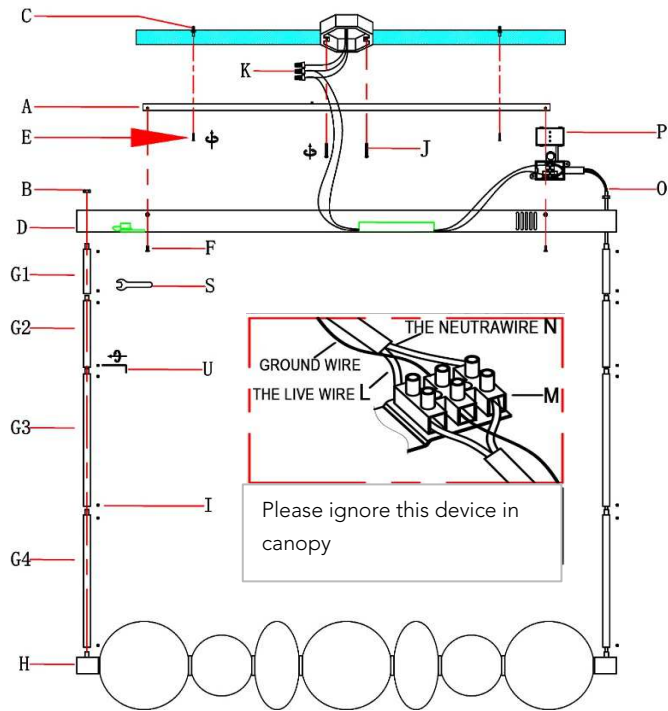 C
K
A
P
E
J
B
O
D
F
G1
S
G2
THE NEUTRAWIRE N
GROUND WIRE
U
THE LIVE WIRE L
M
G3
I
Please ignore this device in
canopy
G4
H